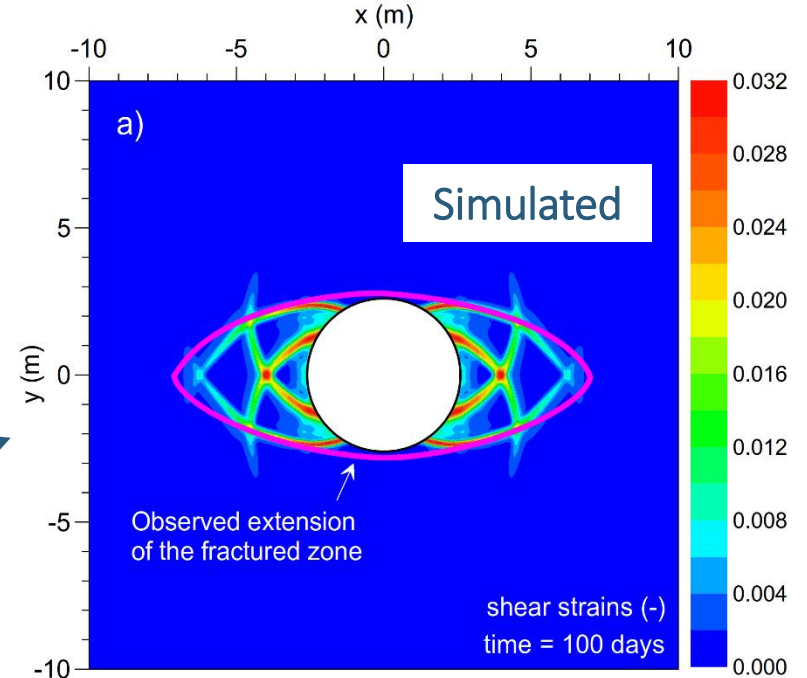 x (m)
-10 -5 0 5 10
10
5
0
-5
-10
y (m)
a)
Simulated
Observed extension
of the fractured zone
shear strains (-)
time = 100 days
0.032
0.028
0.024
0.020
0.016
0.012
0.008
0.004
0.000